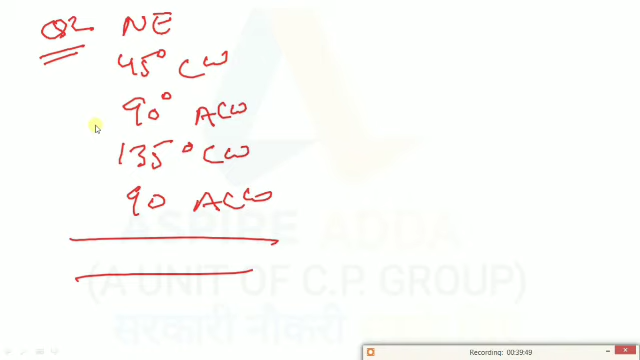 Q2 NE
45° CW
90° ACW
135° CW
90 ACW
ASPIRE ADDA
(A UNIT OF C.P. GROUP)
सरकारी नौकरी
Recording: 00:39:49